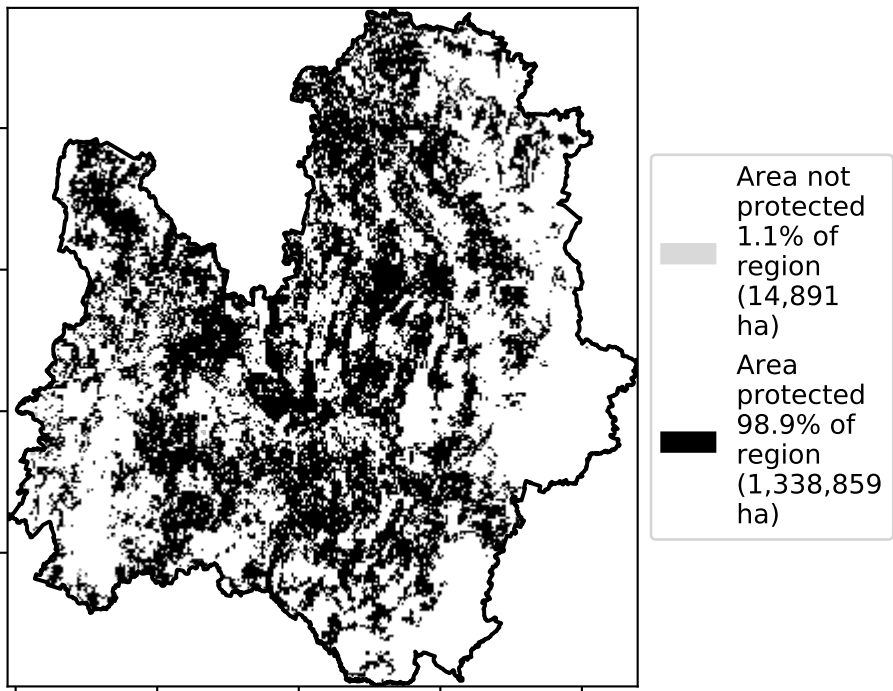 Area not
protected
1.1% of
region
(14,891
ha)
Area
protected
98.9% of
region
(1,338,859
ha)